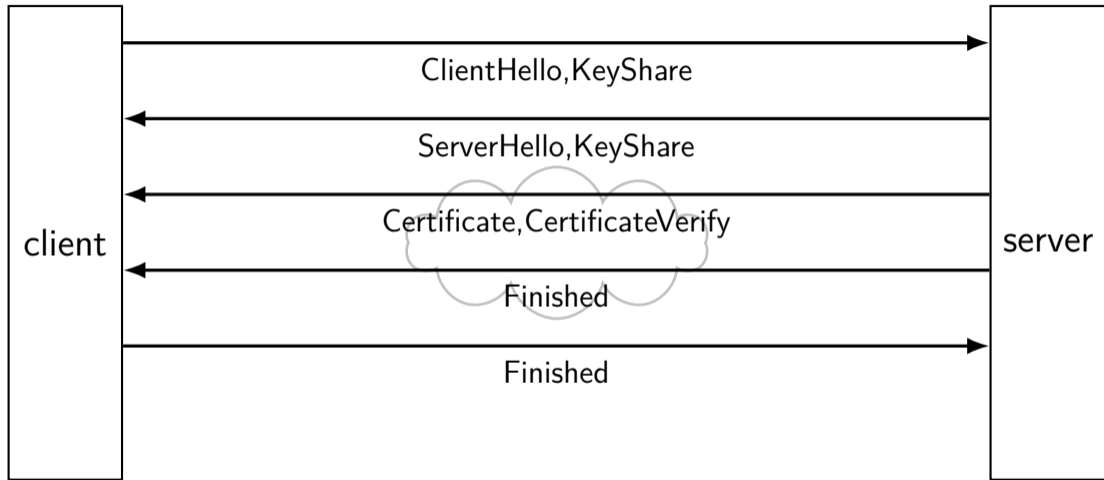 ClientHello,KeyShare
ServerHello,KeyShare
Certificate,CertificateVerify
client
server
Finished
Finished